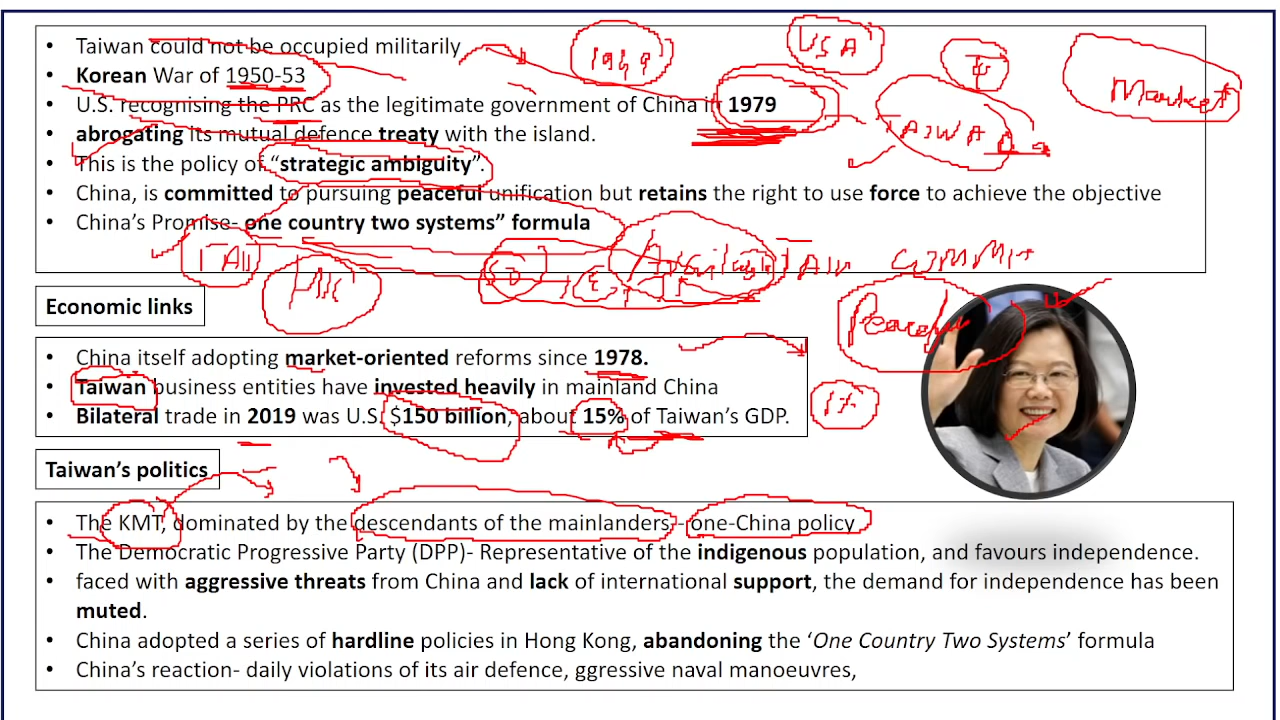 • Taiwan could not be occupied militarily
• Korean War of 1950-53
• U.S. recognising the PRC as the legitimate government of China in 1979
• abrogating its mutual defence treaty with the island.
• This is the policy of “strategic ambiguity”.
• China, is committed to pursuing peaceful unification but retains the right to use force to achieve the objective
• China’s Promise- one country two systems” formula
1949
USA
Market
TAIWA
TAI
Peaceful
Economic links
• China itself adopting market-oriented reforms since 1978.
• Taiwan business entities have invested heavily in mainland China
• Bilateral trade in 2019 was U.S. $150 billion, about 15% of Taiwan’s GDP.
1%
Taiwan’s politics
• The KMT, dominated by the descendants of the mainlanders - one-China policy
• The Democratic Progressive Party (DPP)- Representative of the indigenous population, and favours independence.
• faced with aggressive threats from China and lack of international support, the demand for independence has been
muted.
• China adopted a series of hardline policies in Hong Kong, abandoning the ‘One Country Two Systems’ formula
• China’s reaction- daily violations of its air defence, ggressive naval manoeuvres,